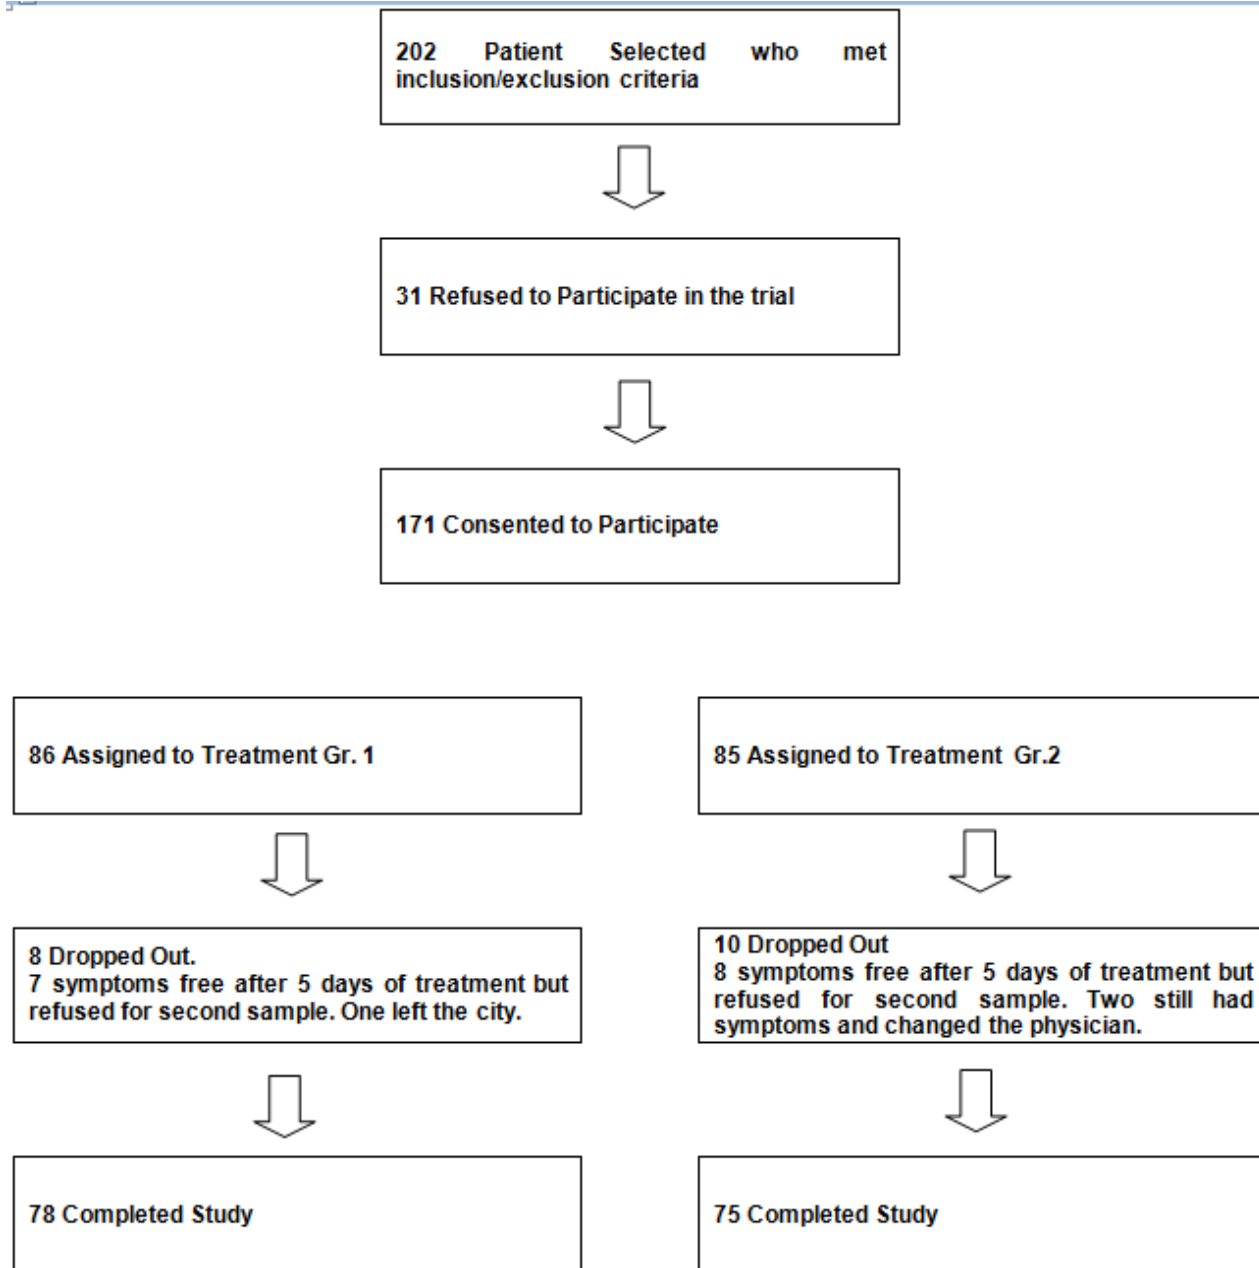 202 Patient Selected who met
inclusion/exclusion criteria
31 Refused to Participate in the trial
171 Consented to Participate
86 Assigned to Treatment Gr. 1
85 Assigned to Treatment Gr.2
8 Dropped Out.
7 symptoms free after 5 days of treatment but
refused for second sample. One left the city.
10 Dropped Out
8 symptoms free after 5 days of treatment but
refused for second sample. Two still had
symptoms and changed the physician.
78 Completed Study
75 Completed Study